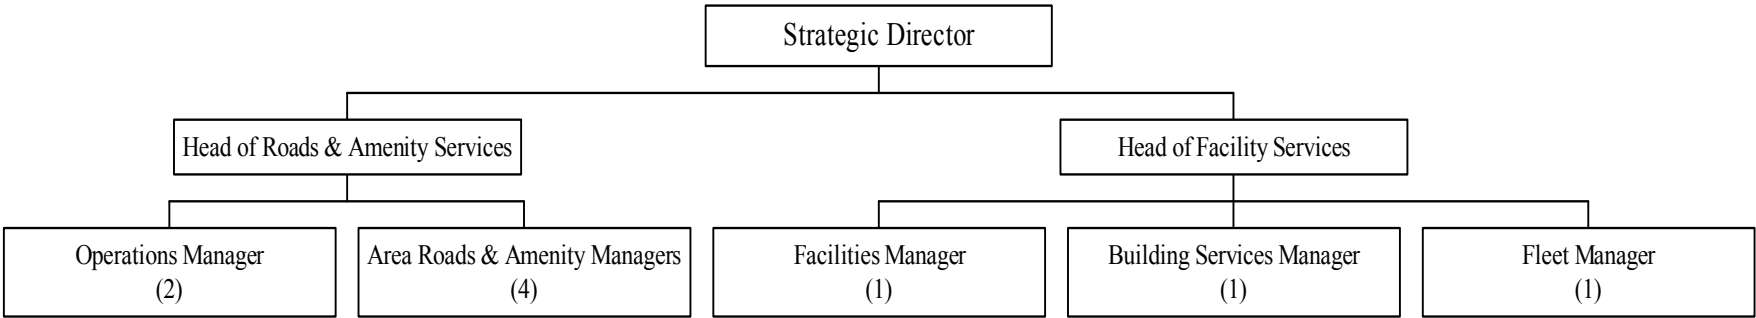 Strategic Director
Head of Roads & Amenity Services
Head of Facility Services
Operations Manager
(2)
Area Roads & Amenity Managers
(4)
Facilities Manager
(1)
Building Services Manager
(1)
Fleet Manager
(1)